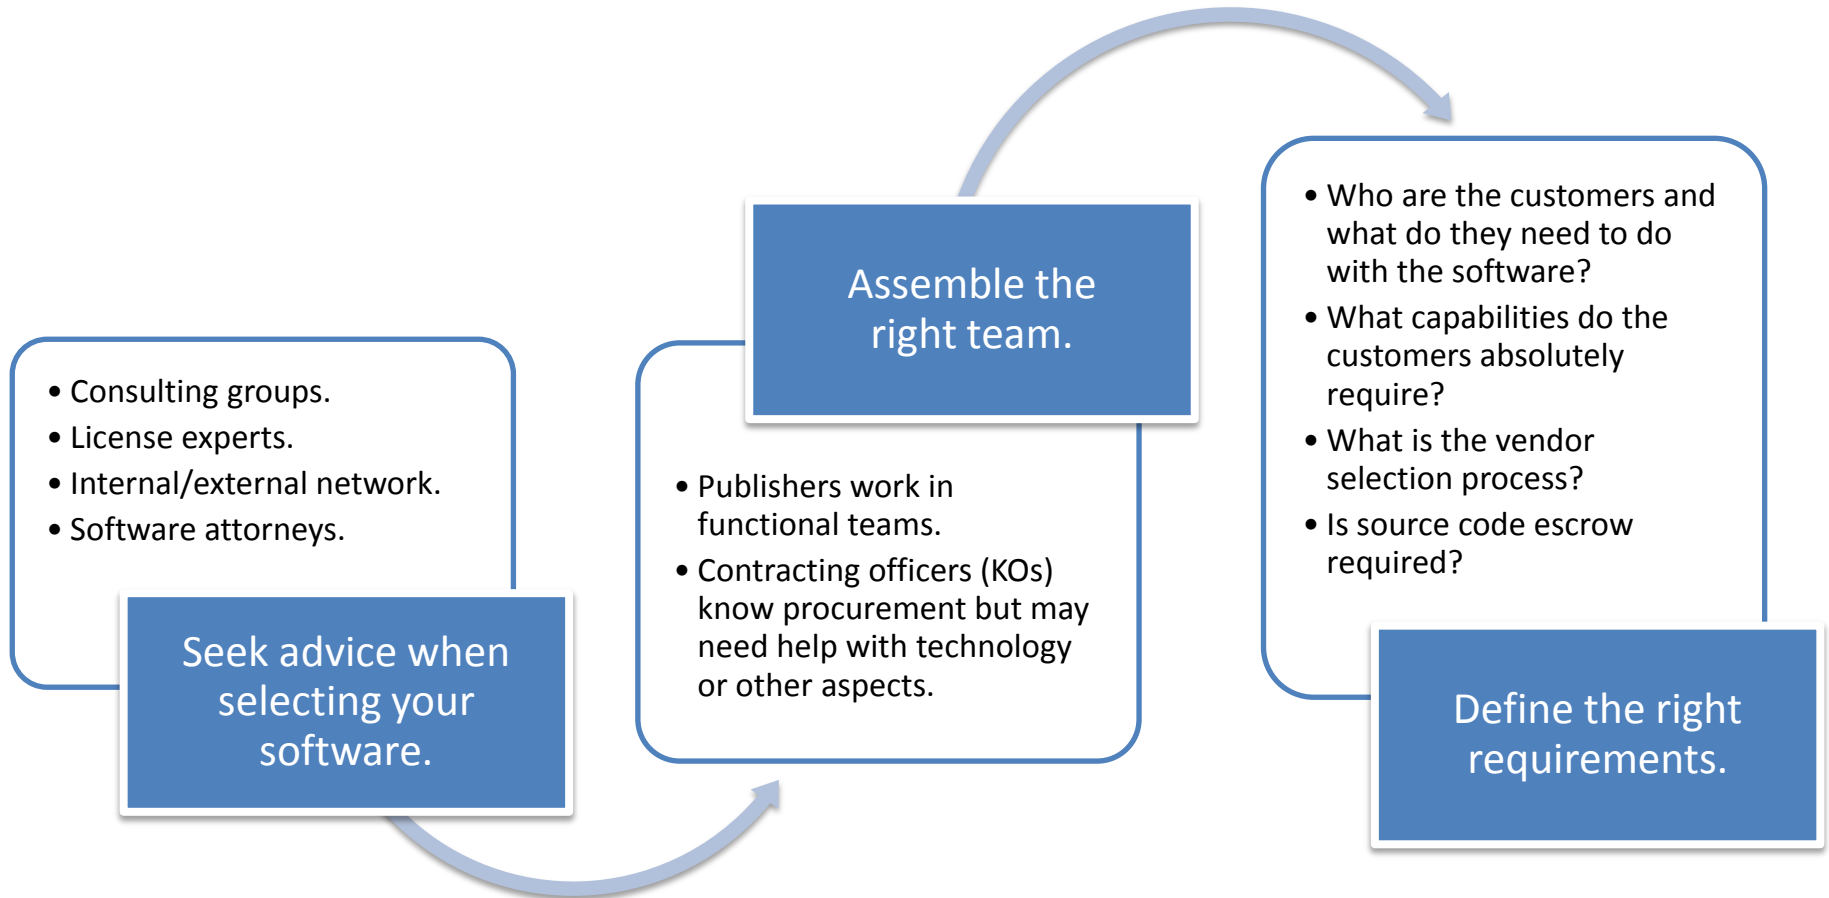 • Consulting groups.
• License experts.
• Internal/external network.
• Software attorneys.
Seek advice when
selecting your
software.
Assemble the
right team.
• Publishers work in
functional teams.
• Contracting officers (KOs)
know procurement but may
need help with technology
or other aspects.
• Who are the customers and
what do they need to do
with the software?
• What capabilities do the
customers absolutely
require?
• What is the vendor
selection process?
• Is source code escrow
required?
Define the right
requirements.